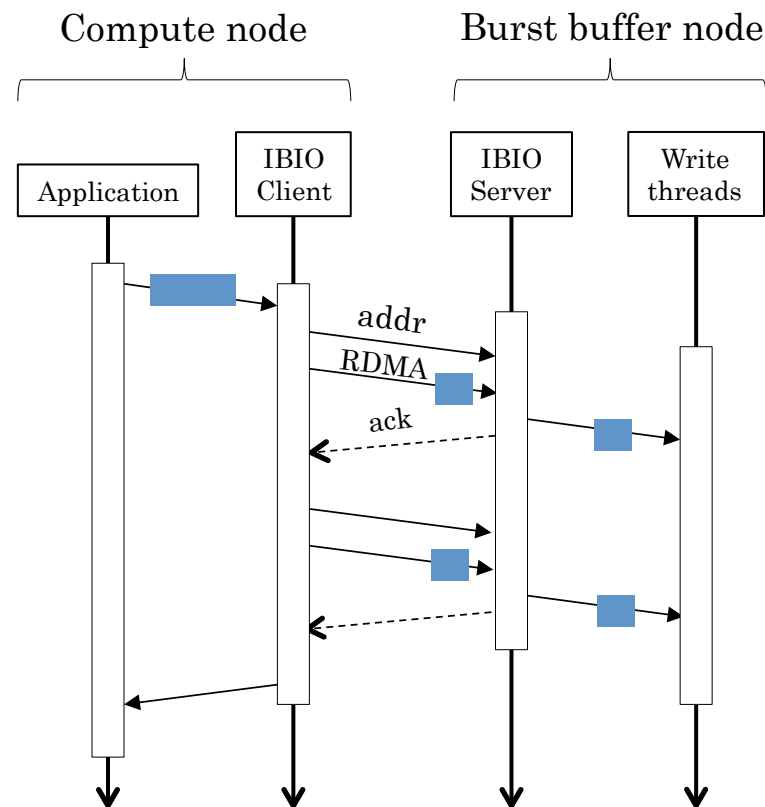 Compute node
Burst buffer node
Application
IBIO
Client
IBIO
Server
Write
threads
addr
RDMA
ack